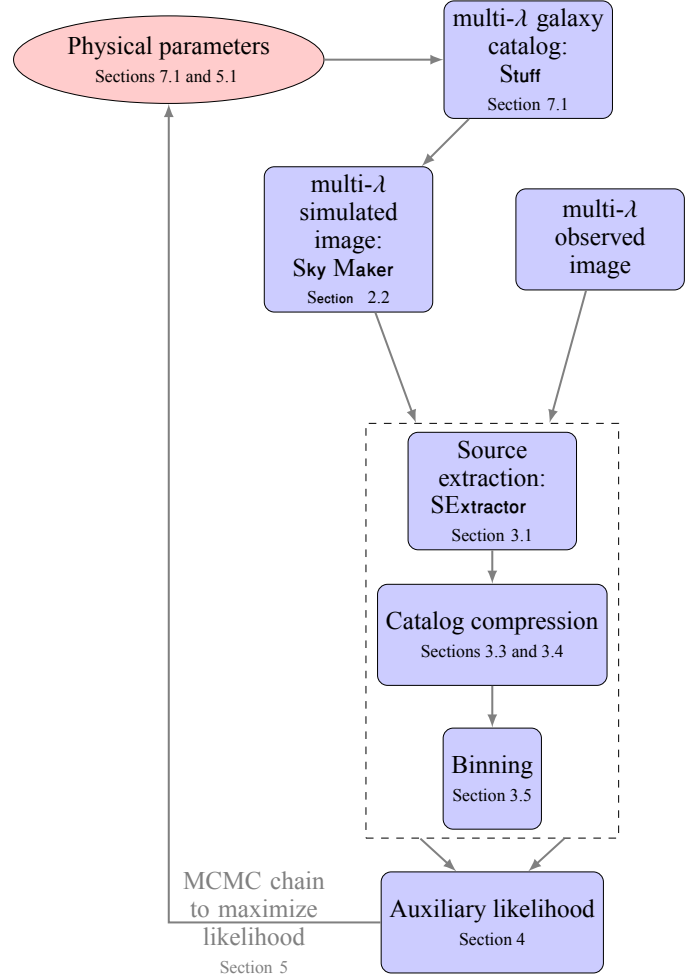 Physical parameters
Sections 7.1 and 5.1
multi-λ galaxy
catalog:
Stuff
Section 7.1
multi-λ
simulated
image:
Sky Maker
Section 2.2
multi-λ
observed
image
Source
extraction:
SExtractor
Section 3.1
Catalog compression
Sections 3.3 and 3.4
Binning
Section 3.5
Auxiliary likelihood
Section 4
MCMC chain
to maximize
likelihood
Section 5